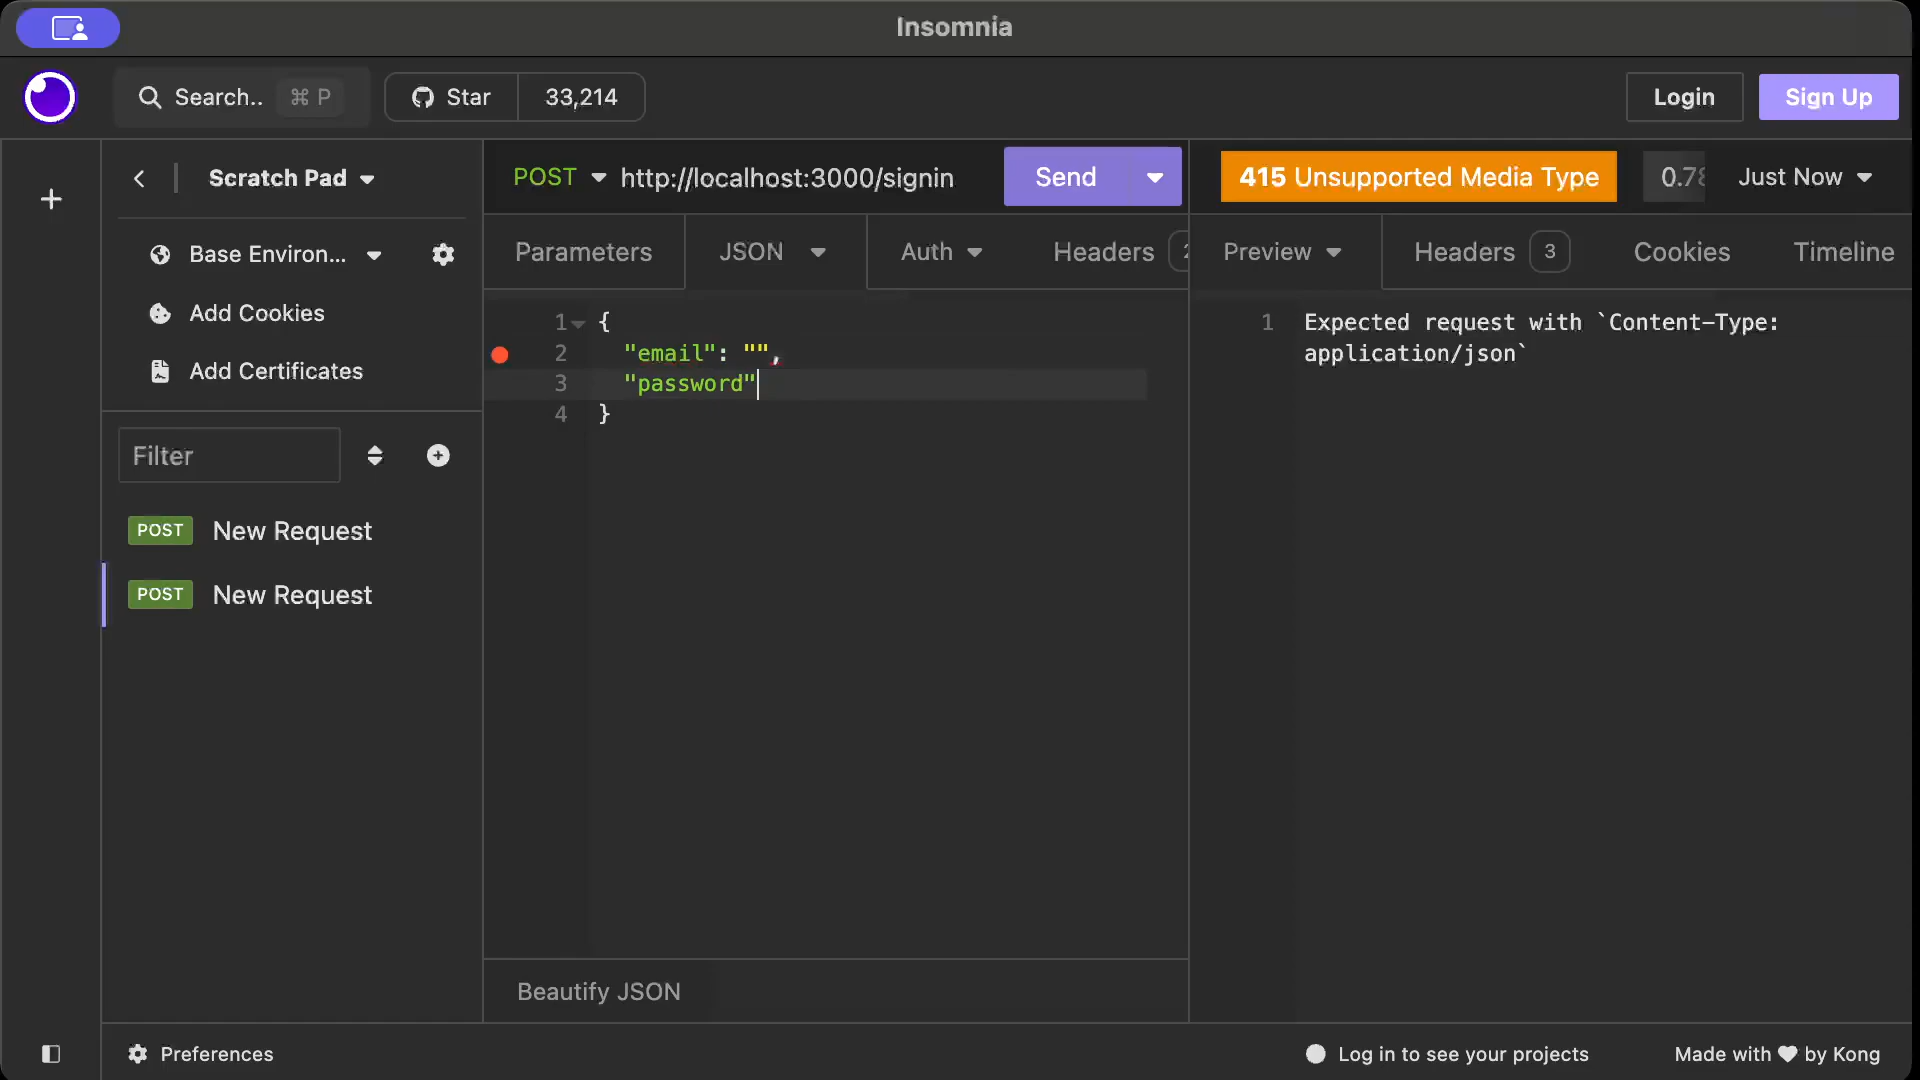 Insomnia
Search.. ⌘ P
Star 33,214
Login
Sign Up
Scratch Pad
Base Environ...
Add Cookies
Add Certificates
Filter
POST New Request
POST New Request
POST http://localhost:3000/signin Send
Parameters JSON Auth Headers
1 {
2 "email": "",
3 "password"
4 }
Beautify JSON
415 Unsupported Media Type Just Now
Preview Headers 3 Cookies Timeline
1 Expected request with `Content-Type:
application/json`
Preferences
Log in to see your projects
Made with ❤ by Kong